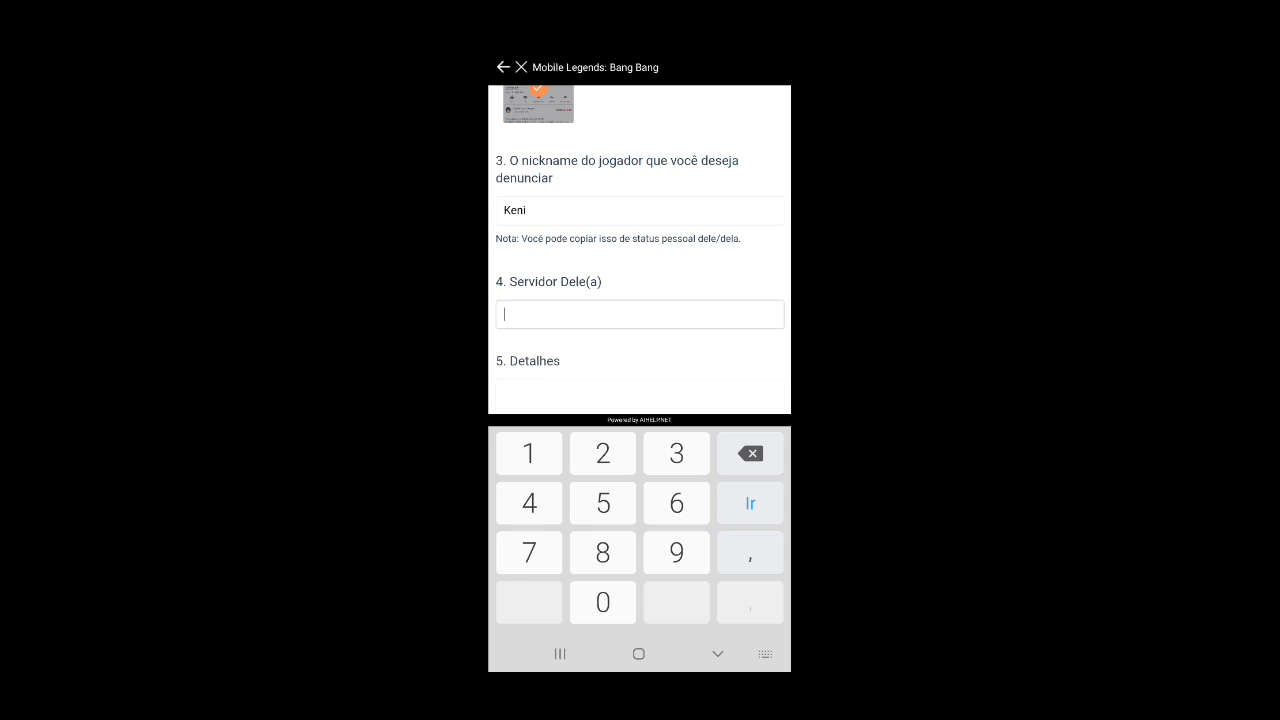 Mobile Legends: Bang Bang
3. O nickname do jogador que você deseja
denunciar
Keni
Nota: Você pode copiar isso de status pessoal dele/dela.
4. Servidor Dele(a)
5. Detalhes
Powered by AIHELP.NET
1 2 3
4 5 6 Ir
7 8 9 ,
0 ,